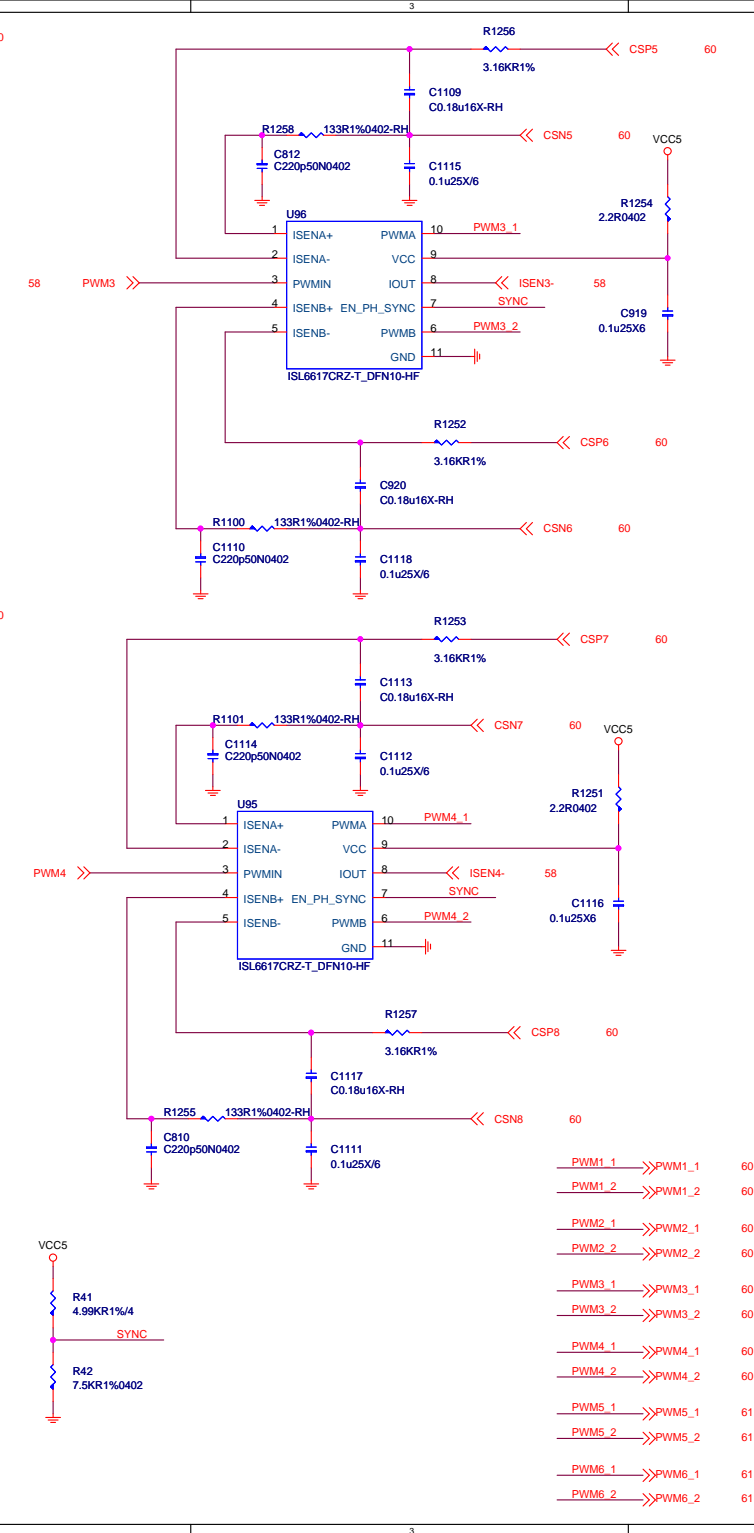 3
0
R1256
CSP5 60
3.16KR1%
C1109
C0.18u16X-RH
R1258 133R1%0402-RH
CSN5 60
VCC5
C812
C220p50N0402
C1115
0.1u25X/6
R1254
2.2R0402
U96
1 ISENA+ PWMA 10 PWM3_1
2 ISENA- VCC 9
58 PWM3 3 PWMIN IOUT 8 ISEN3- 58
4 ISENB+ EN_PH_SYNC 7 SYNC
5 ISENB- PWMB 6 PWM3_2
GND 11
ISL6617CRZ-T_DFN10-HF
C919
0.1u25X6
R1252
CSP6 60
3.16KR1%
C920
C0.18u16X-RH
R1100 133R1%0402-RH
CSN6 60
C1110
C220p50N0402
C1118
0.1u25X/6
0
R1253
CSP7 60
3.16KR1%
C1113
C0.18u16X-RH
R1101 133R1%0402-RH
CSN7 60
VCC5
C1114
C220p50N0402
C1112
0.1u25X/6
R1251
2.2R0402
U95
1 ISENA+ PWMA 10 PWM4_1
2 ISENA- VCC 9
PWM4 3 PWMIN IOUT 8 ISEN4- 58
4 ISENB+ EN_PH_SYNC 7 SYNC
5 ISENB- PWMB 6 PWM4_2
GND 11
ISL6617CRZ-T_DFN10-HF
C1116
0.1u25X6
R1257
CSP8 60
3.16KR1%
C1117
C0.18u16X-RH
R1255 133R1%0402-RH
CSN8 60
C810
C220p50N0402
C1111
0.1u25X/6
PWM1_1 PWM1_1 60
PWM1_2 PWM1_2 60
PWM2_1 PWM2_1 60
PWM2_2 PWM2_2 60
PWM3_1 PWM3_1 60
PWM3_2 PWM3_2 60
PWM4_1 PWM4_1 60
PWM4_2 PWM4_2 60
PWM5_1 PWM5_1 61
PWM5_2 PWM5_2 61
PWM6_1 PWM6_1 61
PWM6_2 PWM6_2 61
VCC5
R41
4.99KR1%/4
SYNC
R42
7.5KR1%0402
3